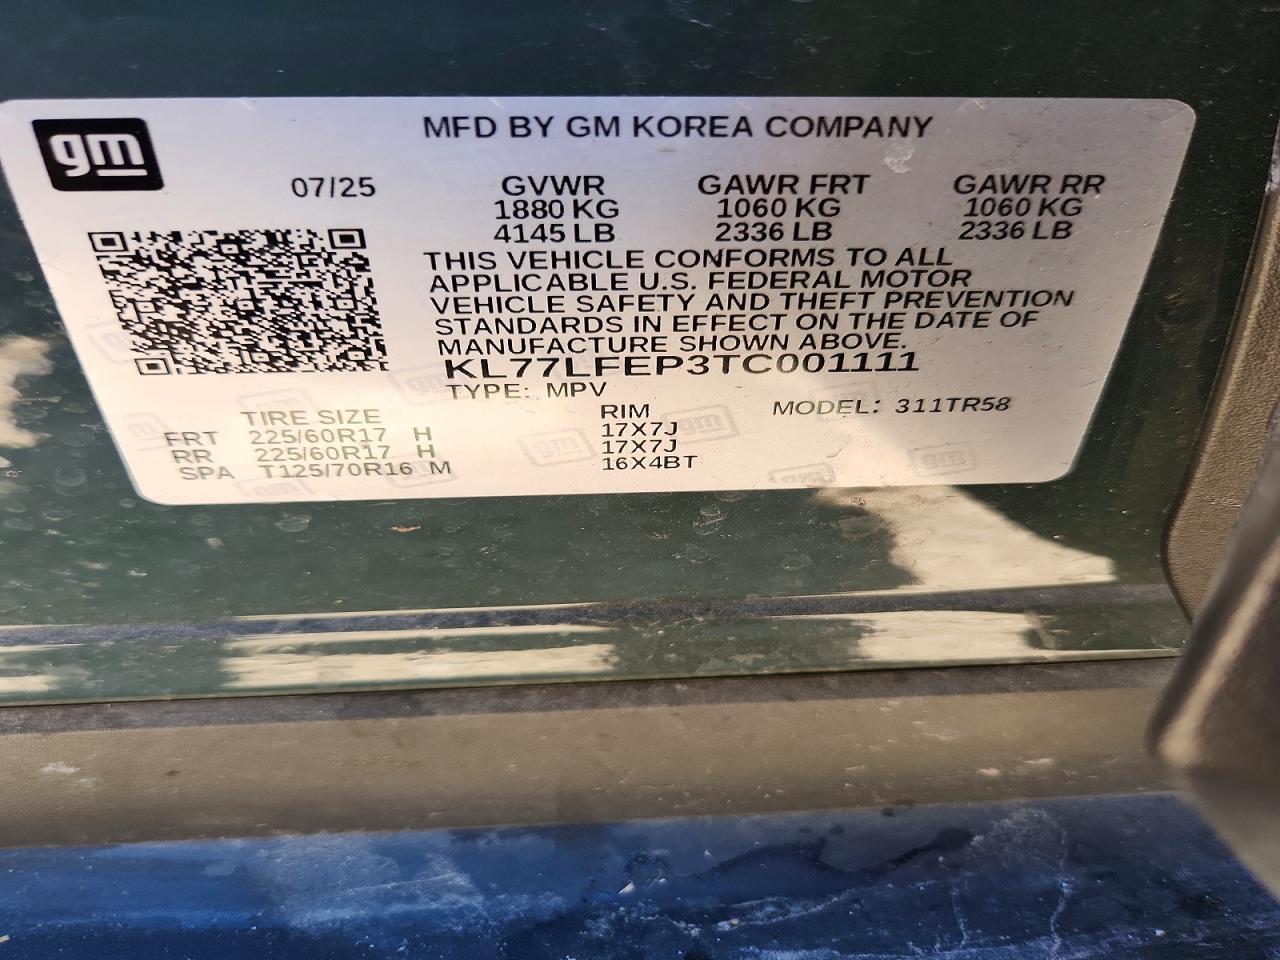 gm
MFD BY GM KOREA COMPANY
07/25 GVWR GAWR FRT GAWR RR
1880 KG 1060 KG 1060 KG
4145 LB 2336 LB 2336 LB
THIS VEHICLE CONFORMS TO ALL
APPLICABLE U.S. FEDERAL MOTOR
VEHICLE SAFETY AND THEFT PREVENTION
STANDARDS IN EFFECT ON THE DATE OF
MANUFACTURE SHOWN ABOVE.
KL77LFEP3TC001111
TYPE: MPV
TIRE SIZE RIM MODEL: 311TR58
FRT 225/60R17 H 17X7J
RR 225/60R17 H 17X7J
SPA T125/70R16 M 16X4BT